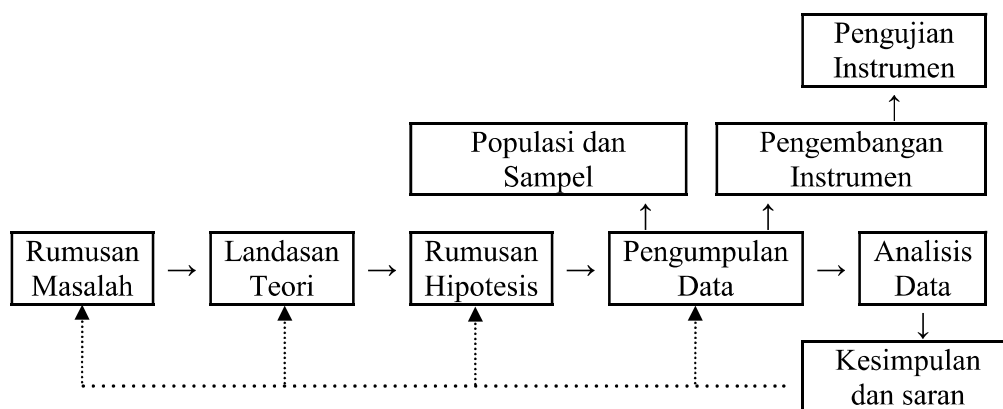 Pengujian
Instrumen
Populasi dan
Sampel
Pengembangan
Instrumen
Rumusan
Masalah
Landasan
Teori
Rumusan
Hipotesis
Pengumpulan
Data
Analisis
Data
Kesimpulan
dan saran